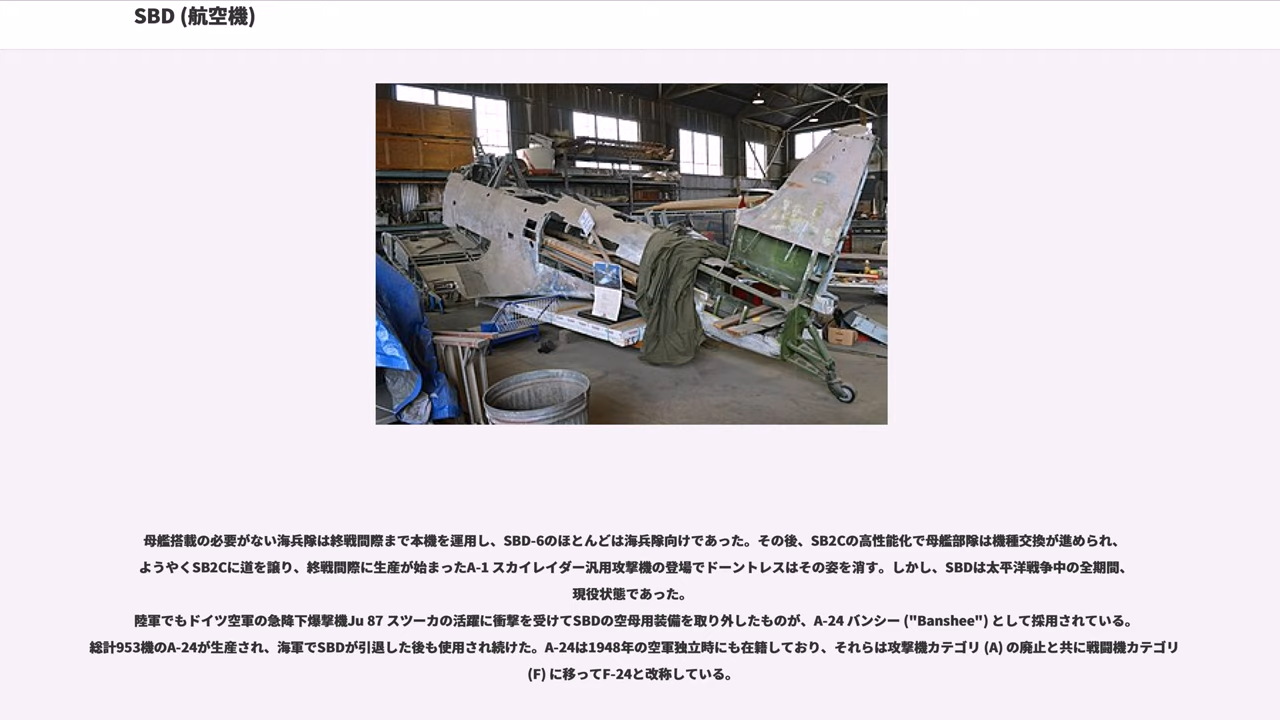 SBD (航空機)
母艦搭載の必要がない海兵隊は終戦間際まで本機を運用し、SBD-6のほとんどは海兵隊向けであった。その後、SB2Cの高性能化で母艦部隊は機種交換が進められ、
ようやくSB2Cに道を譲り、終戦間際に生産が始まったA-1 スカイレイダー汎用攻撃機の登場でドーントレスはその姿を消す。しかし、SBDは太平洋戦争中の全期間、
現役状態であった。
陸軍でもドイツ空軍の急降下爆撃機Ju 87 スツーカの活躍に衝撃を受けてSBDの空母用装備を取り外したものが、A-24 バンシー ("Banshee") として採用されている。
総計953機のA-24が生産され、海軍でSBDが引退した後も使用され続けた。A-24は1948年の空軍独立時にも在籍しており、それらは攻撃機カテゴリ (A) の廃止と共に戦闘機カテゴリ
(F) に移ってF-24と改称している。